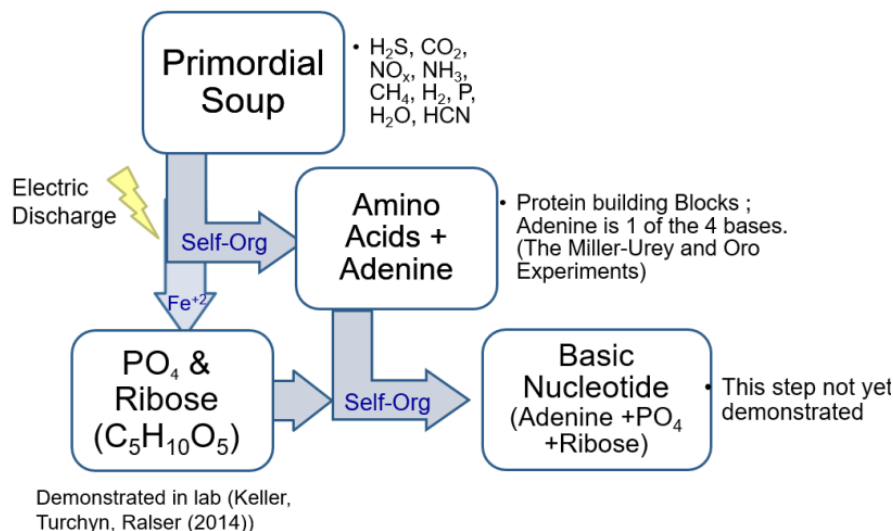 Primordial
Soup
• H₂S, CO₂,
NOₓ, NH₃,
CH₄, H₂, P,
H₂O, HCN
Electric
Discharge
Self-Org
Amino
Acids +
Adenine
• Protein building Blocks ;
Adenine is 1 of the 4 bases.
(The Miller-Urey and Oro
Experiments)
Fe⁺²
PO₄ &
Ribose
(C₅H₁₀O₅)
Self-Org
Basic
Nucleotide
(Adenine +PO₄
+Ribose)
• This step not yet
demonstrated
Demonstrated in lab (Keller,
Turchyn, Ralser (2014))